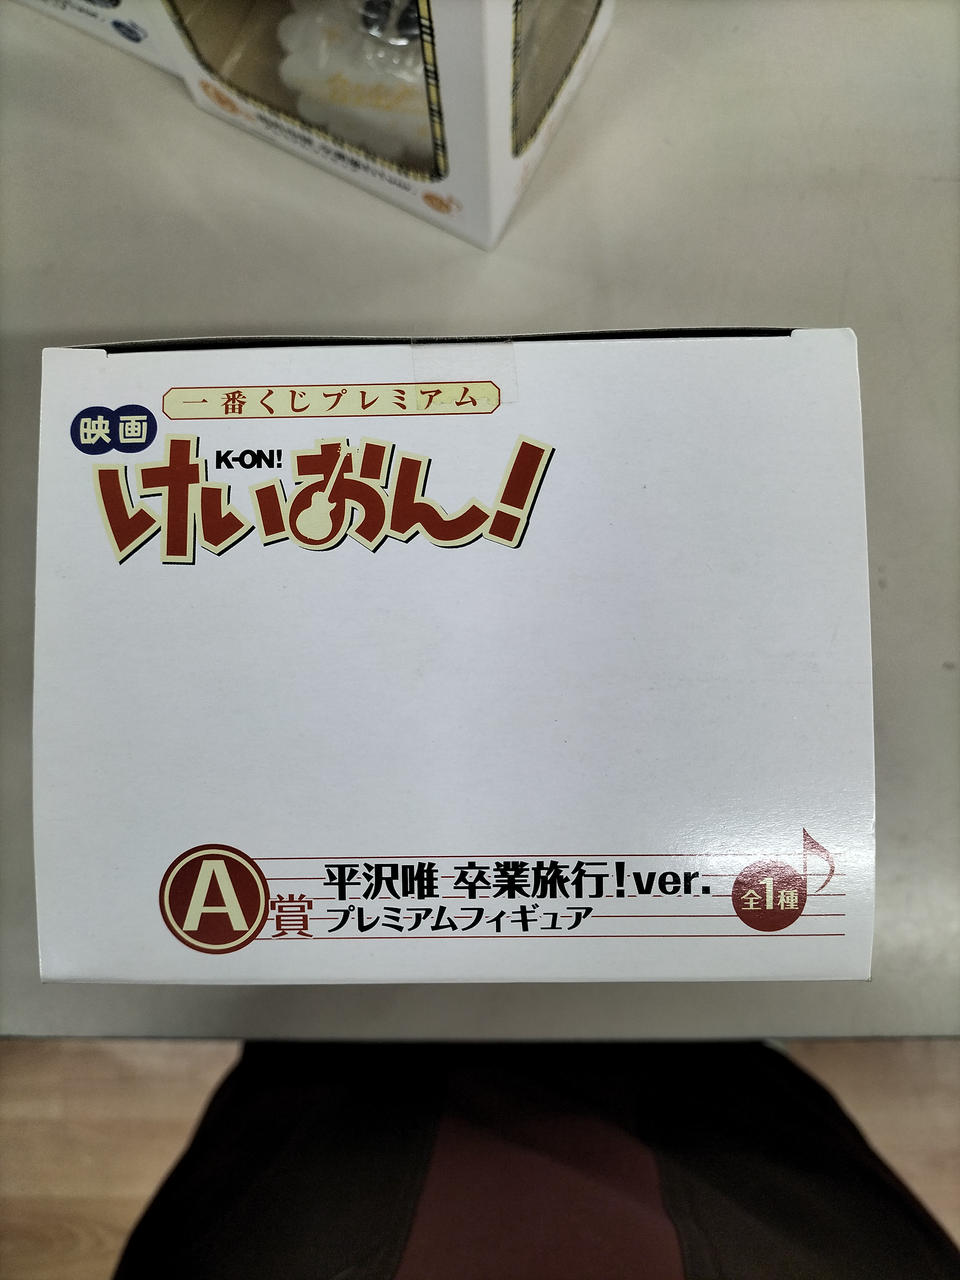 一番くじプレミアム
映画
けいおん!
K-ON!
A賞
平沢唯 卒業旅行!ver.
プレミアムフィギュア
全1種